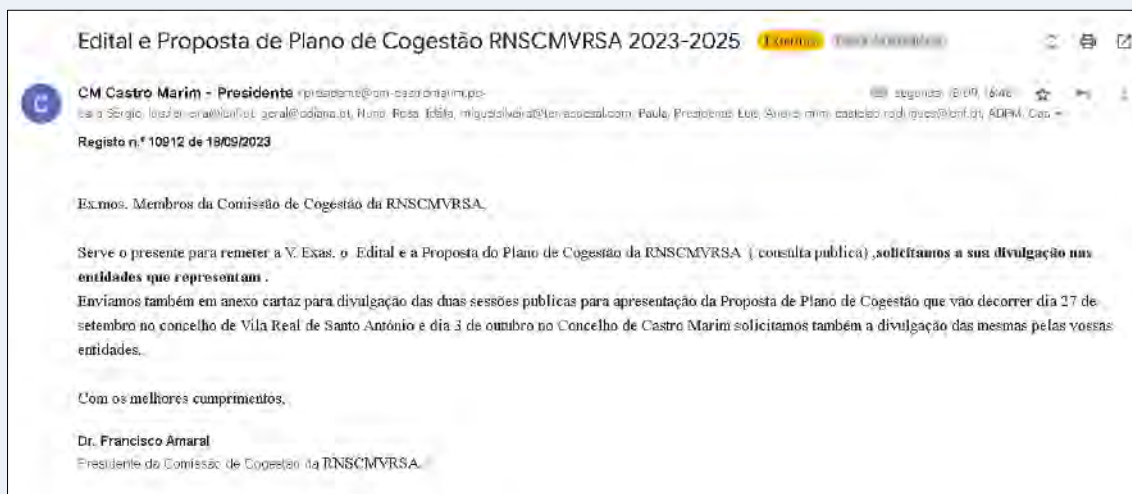 Edital e Proposta de Plano de Cogestão RNSCMVRSA 2023-2025
C
CM Castro Marim - Presidente
segunda, 18/09, 16:46
Registo n.º 10912 de 18/09/2023
Ex.mos. Membros da Comissão de Cogestão da RNSCMVRSA.
Serve o presente para remeter a V. Exas. o Edital e a Proposta do Plano de Cogestão da RNSCMVRSA ( consulta publica) ,solicitamos a sua divulgação nas
entidades que representam .
Enviamos também em anexo cartaz para divulgação das duas sessões publicas para apresentação da Proposta de Plano de Cogestão que vão decorrer dia 27 de
setembro no concelho de Vila Real de Santo António e dia 3 de outubro no Concelho de Castro Marim solicitamos também a divulgação das mesmas pelas vossas
entidades.
Com os melhores cumprimentos,
Dr. Francisco Amaral
Presidente da Comissão de Cogestão da RNSCMVRSA.